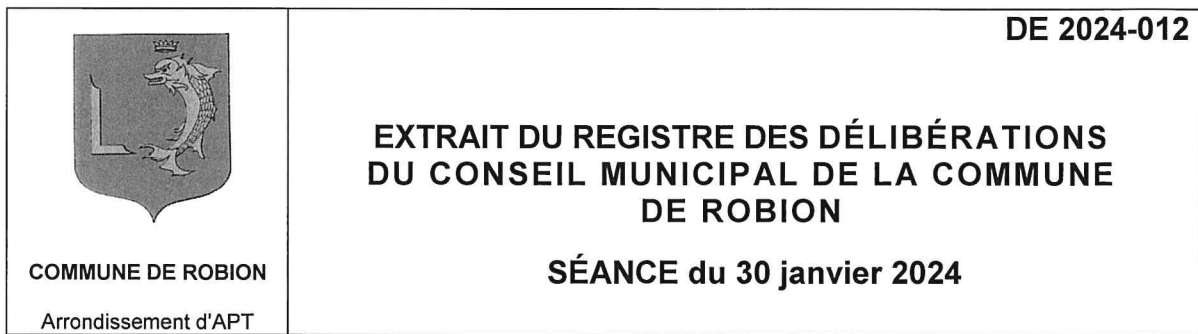 DE 2024-012
EXTRAIT DU REGISTRE DES DÉLIBÉRATIONS
DU CONSEIL MUNICIPAL DE LA COMMUNE
DE ROBION
SÉANCE du 30 janvier 2024
COMMUNE DE ROBION
Arrondissement d'APT